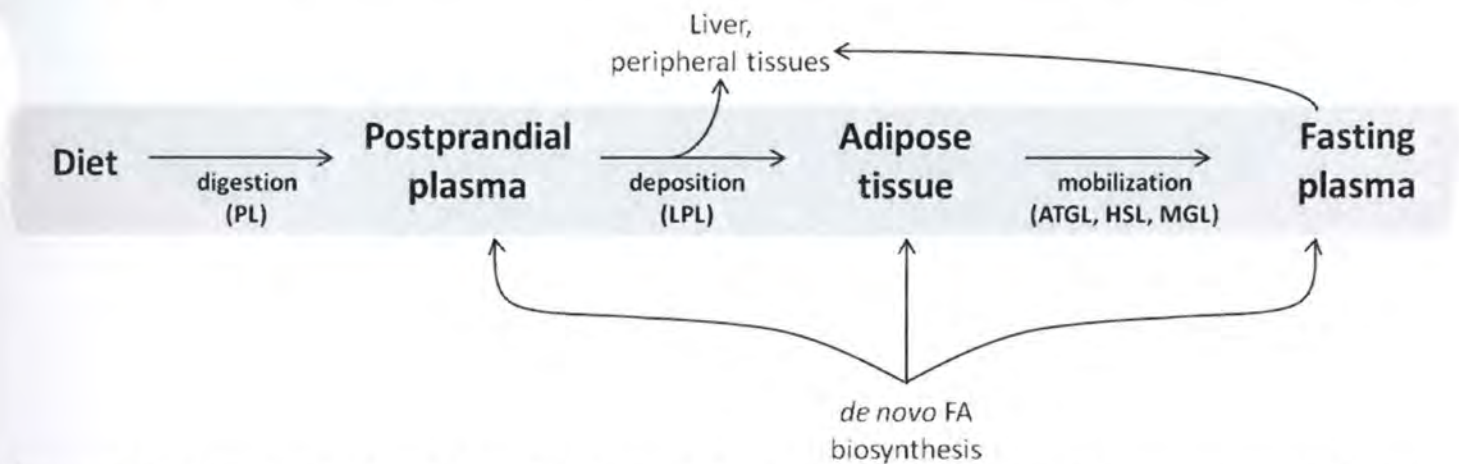 Liver,
peripheral tissues
Diet
digestion
(PL)
Postprandial
plasma
deposition
(LPL)
Adipose
tissue
mobilization
(ATGL, HSL, MGL)
Fasting
plasma
de novo FA
biosynthesis